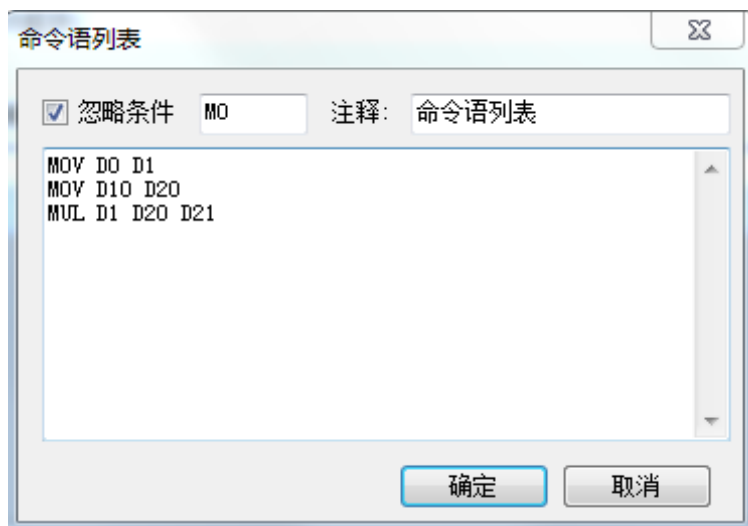 命令语列表
忽略条件 M0 注释: 命令语列表
MOV D0 D1
MOV D10 D20
MUL D1 D20 D21
确定 取消